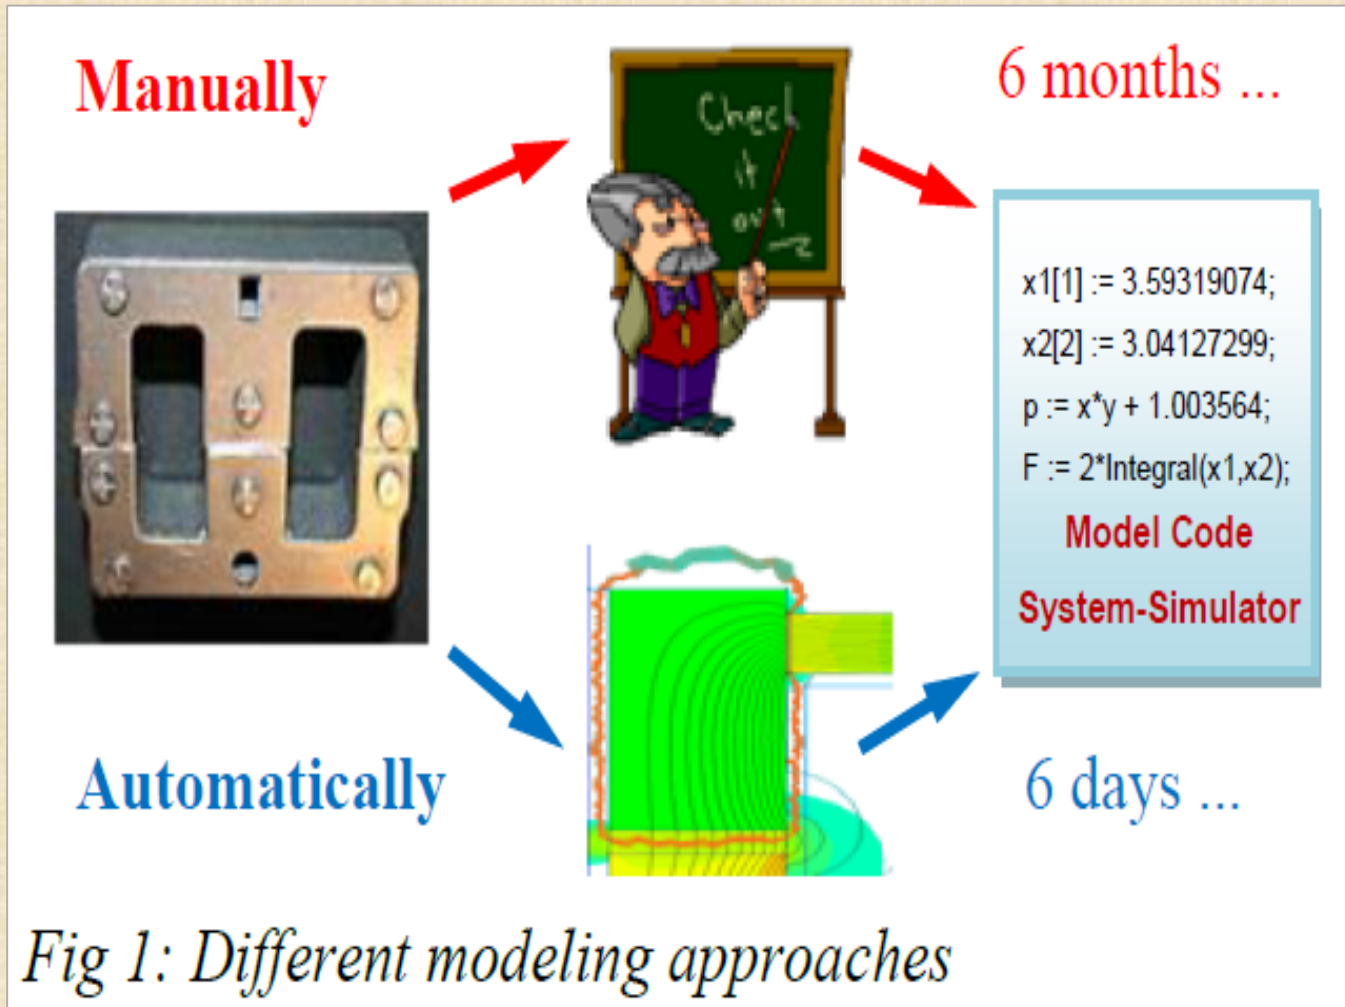 Manually
6 months ...
Check
it
out
x1[1] := 3.59319074;
x2[2] := 3.04127299;
p := x*y + 1.003564;
F := 2*Integral(x1,x2);
Model Code
System-Simulator
Automatically
6 days ...
Fig 1: Different modeling approaches